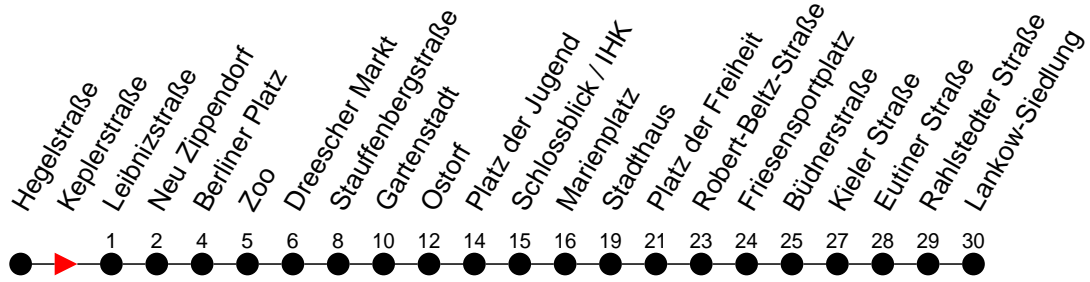 Hegelstraße
Keplerstraße
Leibnizstraße
Neu Zippendorf
Berliner Platz
Zoo
Dreescher Markt
Stauffenbergstraße
Gartenstadt
Ostorf
Platz der Jugend
Schlossblick / IHK
Marienplatz
Stadthaus
Platz der Freiheit
Robert-Beltz-Straße
Friesensportplatz
Büdnerstraße
Kieler Straße
Eutiner Straße
Rahlstedter Straße
Lankow-Siedlung
1 2 4 5 6 8 10 12 14 15 16 19 21 23 24 25 27 28 29 30